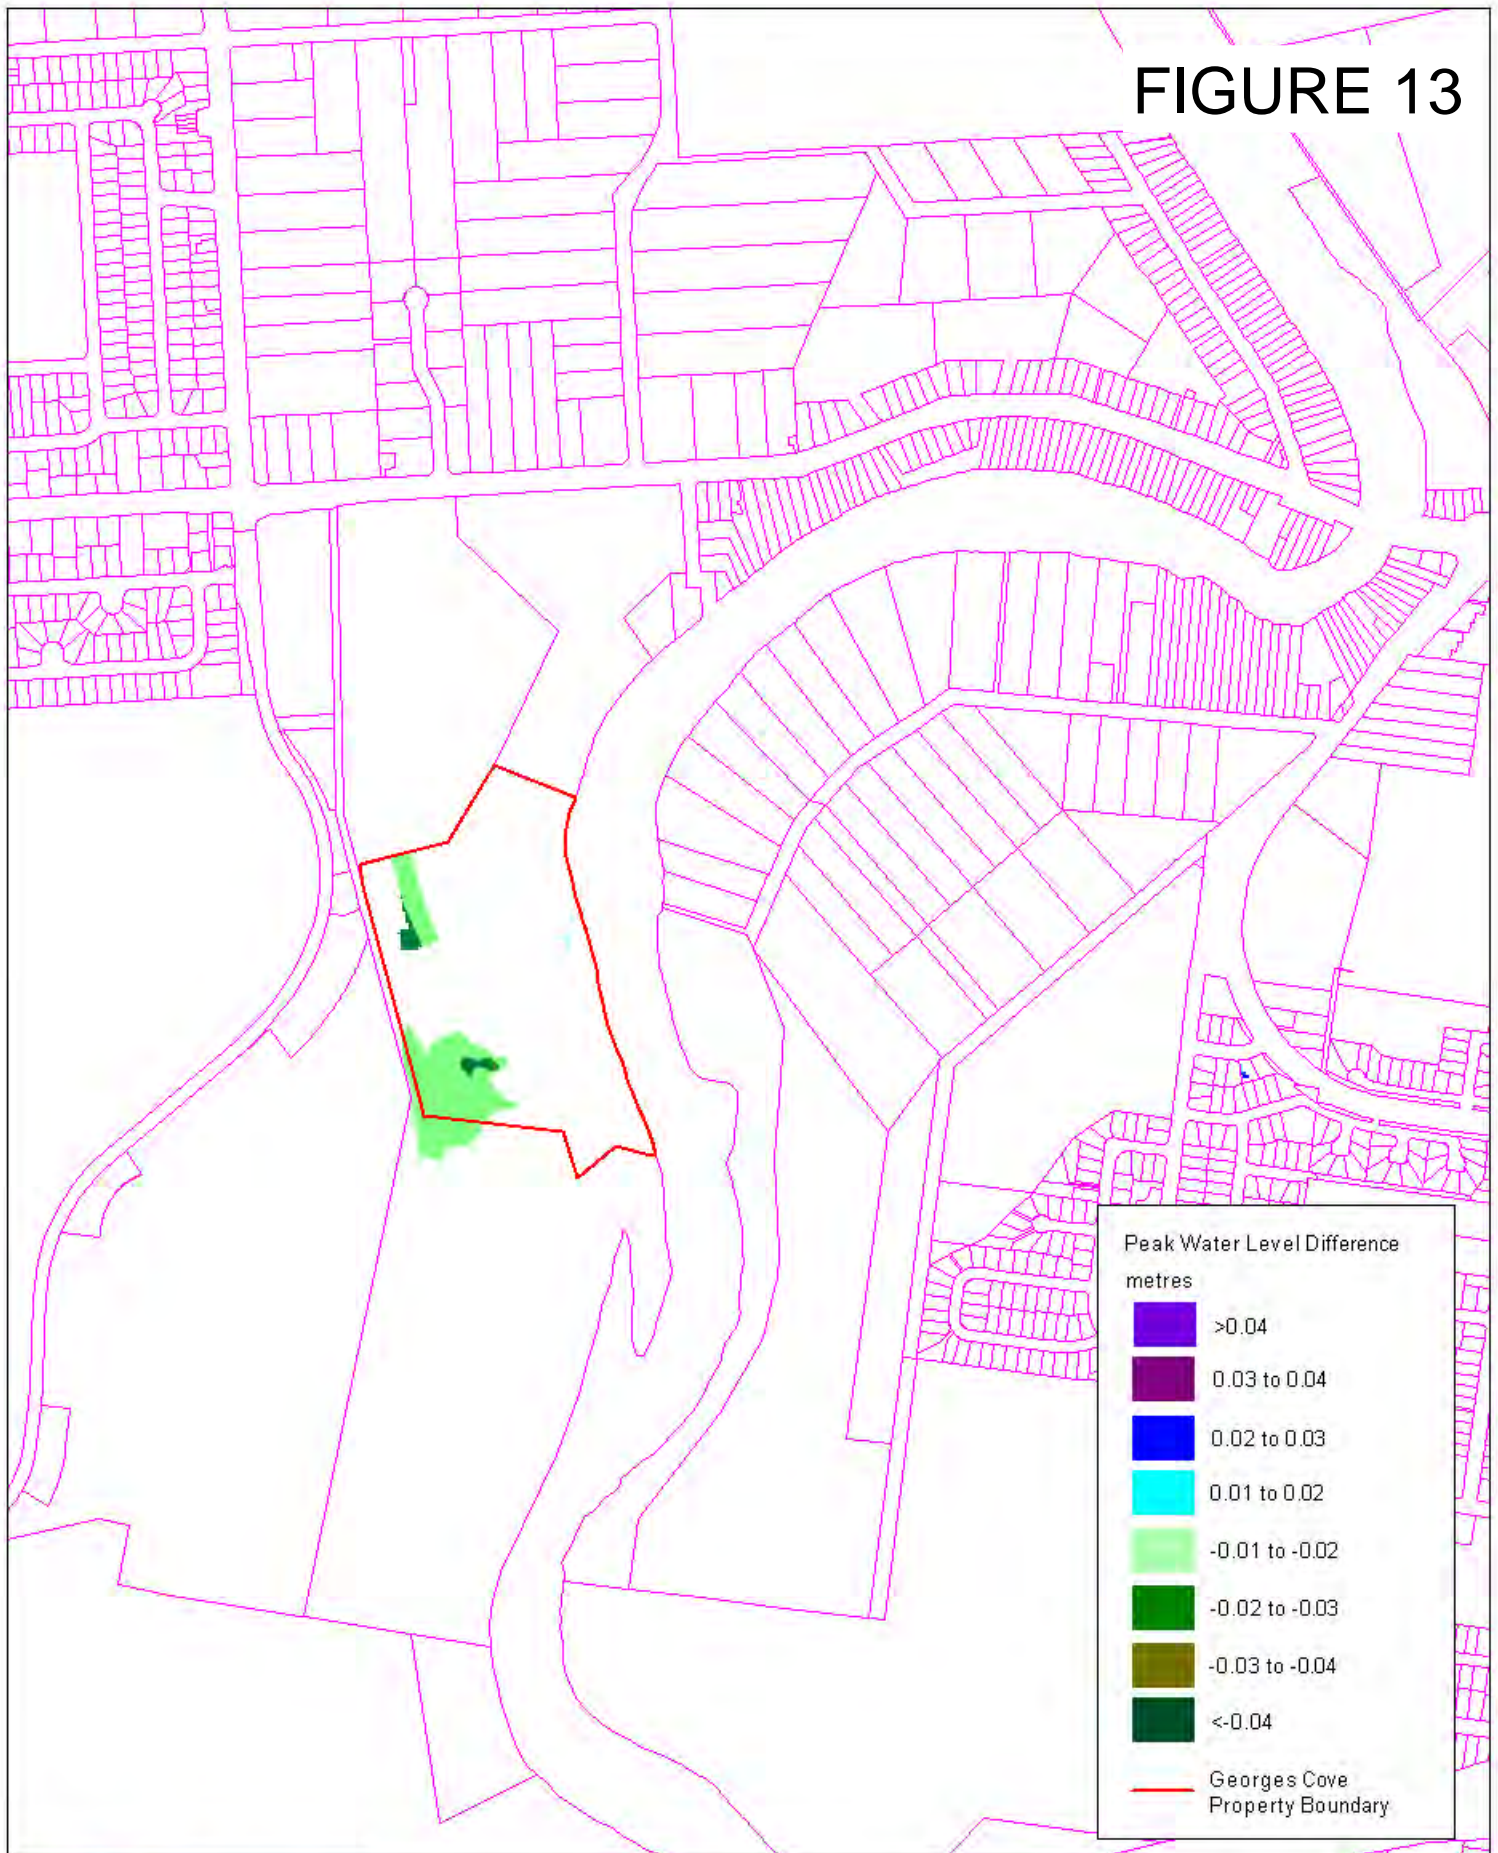 FIGURE 13
Peak Water Level Difference
metres
>0.04
0.03 to 0.04
0.02 to 0.03
0.01 to 0.02
-0.01 to -0.02
-0.02 to -0.03
-0.03 to -0.04
<-0.04
Georges Cove
Property Boundary